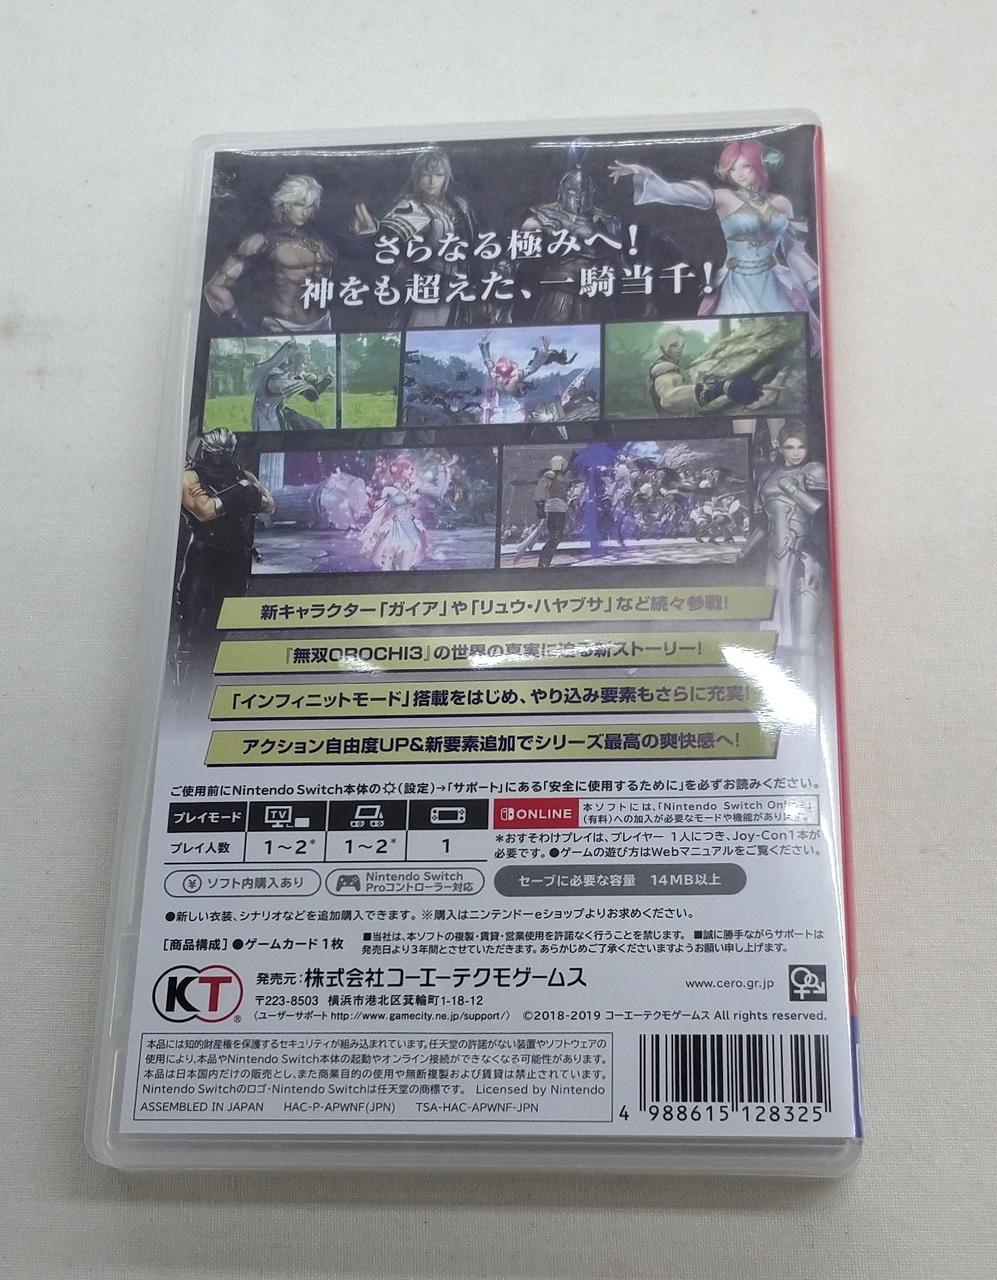 さらなる極みへ!
神をも超えた、一騎当千!
新キャラクター「ガイア」や「リュウ・ハヤブサ」など続々参戦!
『無双OROCHI3』の世界の真実に迫る新ストーリー!
「インフィニットモード」搭載をはじめ、やり込み要素もさらに充実!
アクション自由度UP&新要素追加でシリーズ最高の爽快感へ!
ご使用前にNintendo Switch本体の(設定)→「サポート」にある「安全に使用するために」を必ずお読みください。
プレイモード TV
プレイ人数 1~2* 1~2* 1
ONLINE
本ソフトには、「Nintendo Switch Online」
(有料)への加入が必要なモードや機能があります。
*おすそわけプレイは、プレイヤー 1人につき、Joy-Con1本が
必要です。●ゲームの遊び方はWebマニュアルをご覧ください。
¥ ソフト内購入あり
Nintendo Switch
Proコントローラー対応
セーブに必要な容量 14MB以上
●新しい衣装、シナリオなどを追加購入できます。※購入はニンテンドーeショップよりお求めください。
[商品構成]●ゲームカード 1枚
■当社は、本ソフトの複製・賃貸・営業使用を許諾なく行うことを禁じます。 ■誠に勝手ながらサポートは
発売日より3年間とさせていただきます。あらかじめご了承くださいますようお願い申し上げます。
KT®
発売元:株式会社コーエーテクモゲームス
〒223-8503 横浜市港北区箕輪町1-18-12
〈ユーザーサポート http://www.gamecity.ne.jp/support/〉
www.cero.gr.jp
©2018-2019 コーエーテクモゲームス All rights reserved.
本品には知的財産権を保護するセキュリティが組み込まれています。任天堂の許諾がない装置やソフトウェアの
使用により、本品やNintendo Switch本体の起動やオンライン接続ができなくなる可能性があります。
本品は日本国内だけの販売とし、また商業目的の使用や無断複製および賃貸は禁止されています。
Nintendo Switchのロゴ・Nintendo Switchは任天堂の商標です。 Licensed by Nintendo
ASSEMBLED IN JAPAN HAC-P-APWNF(JPN) TSA-HAC-APWNF-JPN
4 988615 128325